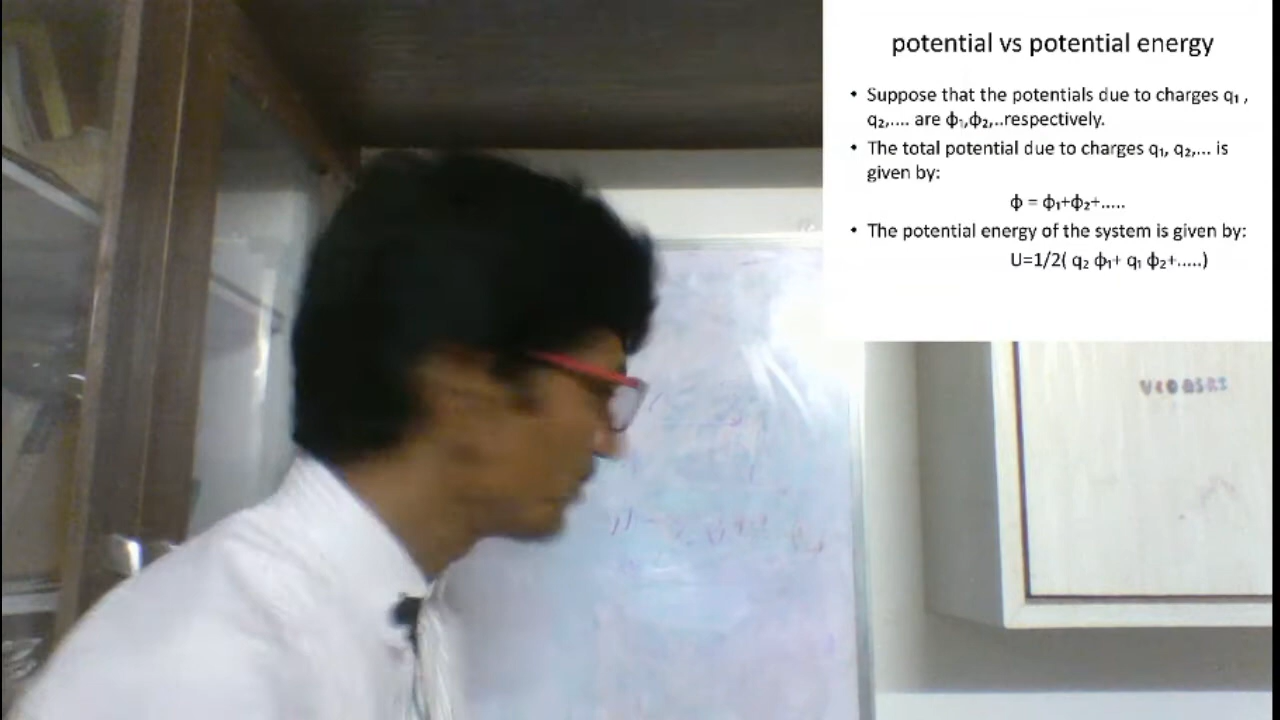 potential vs potential energy
• Suppose that the potentials due to charges q₁ ,
q₂,.... are ϕ₁,ϕ₂,..respectively.
• The total potential due to charges q₁, q₂,... is
given by:
ϕ = ϕ₁+ϕ₂+.....
• The potential energy of the system is given by:
U=1/2( q₂ ϕ₁+ q₁ ϕ₂+.....)